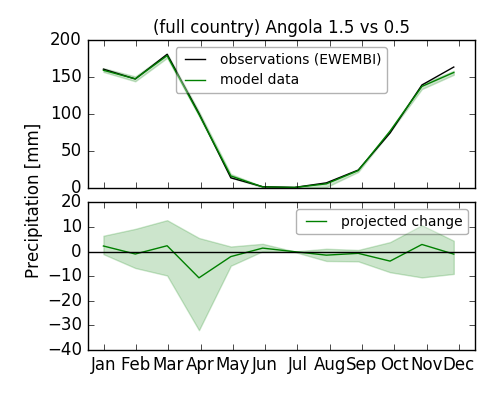 (full country) Angola 1.5 vs 0.5
200
150
100
50
0
observations (EWEMBI)
model data
Precipitation [mm]
20
10
0
−10
−20
−30
−40
projected change
Jan Feb Mar Apr May Jun Jul Aug Sep Oct Nov Dec